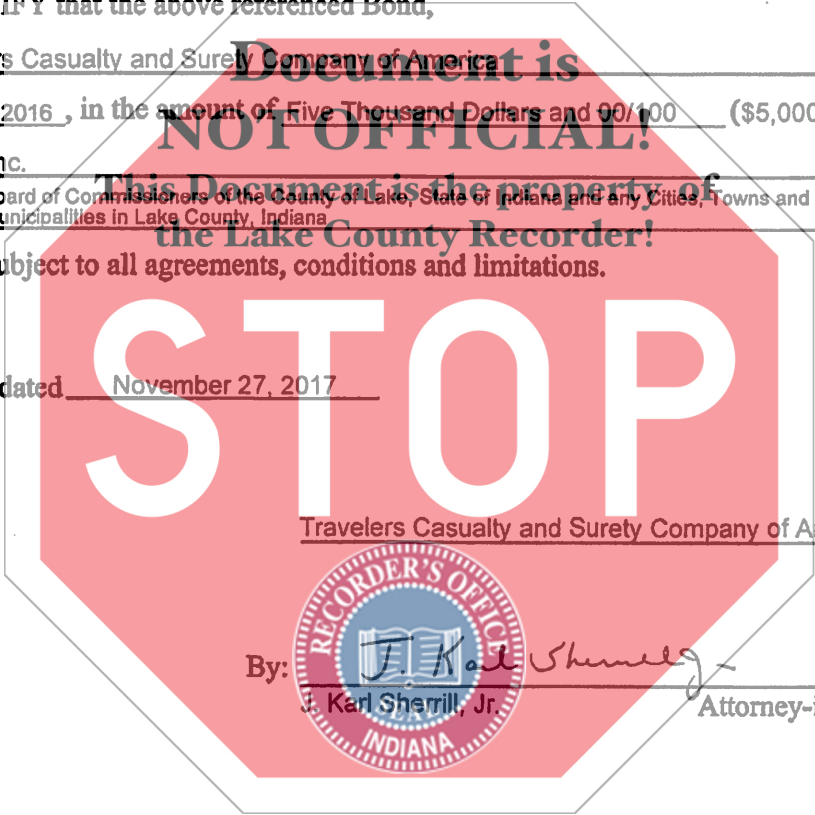 IFY that the above referenced Bond,
s Casualty and Surety Company of America
Document is
2016 , in the amount of Five Thousand Dollars and 00/100 ($5,000
NOT OFFICIAL!
nc.
This Document is the property of
oard of Commissioners of the County of Lake, State of Indiana and any Cities, Towns and
unicipalities in Lake County, Indiana
the Lake County Recorder!
ubject to all agreements, conditions and limitations.
STOP
dated November 27, 2017
Travelers Casualty and Surety Company of A
RECORDER'S OFFICE
By: J. Karl Sherrill Jr
J. Karl Sherrill, Jr. Attorney-i
SEAL
INDIANA